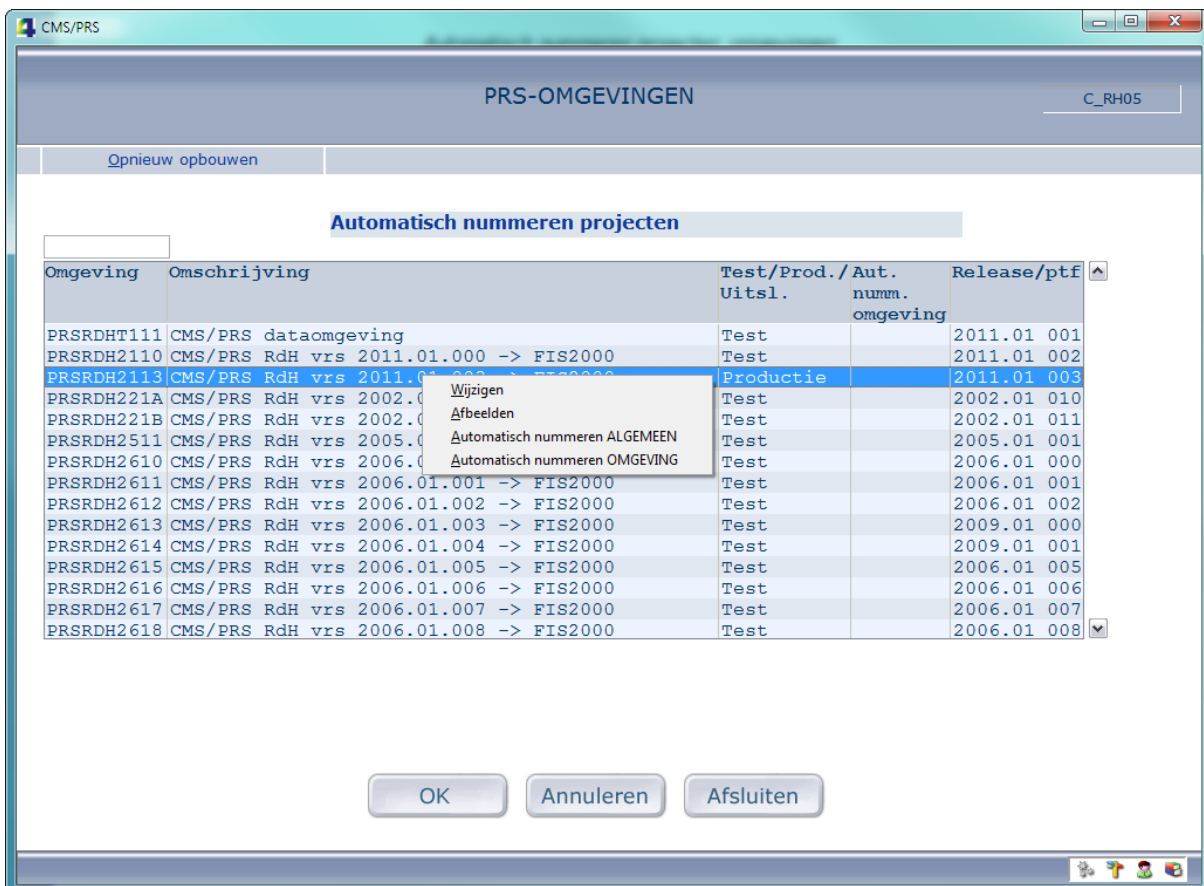 CMS/PRS
PRS-OMGEVINGEN
C_RH05
Opnieuw opbouwen
Automatisch nummeren projecten
Omgeving Omschrijving Test/Prod./ Aut. Release/ptf
Uitsl. numm.
omgeving
PRSRDHT111 CMS/PRS dataomgeving Test 2011.01 001
PRSRDH2110 CMS/PRS RdH vrs 2011.01.000 -> FIS2000 Test 2011.01 002
PRSRDH2113 CMS/PRS RdH vrs Productie 2011.01 003
Wijzigen
PRSRDH221A CMS/PRS RdH vrs 2002. Test 2002.01 010
Afbeelden
PRSRDH221B CMS/PRS RdH vrs 2002. Test 2002.01 011
Automatisch nummeren ALGEMEEN
PRSRDH2511 CMS/PRS RdH vrs 2005. Test 2005.01 001
Automatisch nummeren OMGEVING
PRSRDH2610 CMS/PRS RdH vrs 2006. Test 2006.01 000
PRSRDH2611 CMS/PRS RdH vrs 2006.01.001 -> FIS2000 Test 2006.01 001
PRSRDH2612 CMS/PRS RdH vrs 2006.01.002 -> FIS2000 Test 2006.01 002
PRSRDH2613 CMS/PRS RdH vrs 2006.01.003 -> FIS2000 Test 2009.01 000
PRSRDH2614 CMS/PRS RdH vrs 2006.01.004 -> FIS2000 Test 2009.01 001
PRSRDH2615 CMS/PRS RdH vrs 2006.01.005 -> FIS2000 Test 2006.01 005
PRSRDH2616 CMS/PRS RdH vrs 2006.01.006 -> FIS2000 Test 2006.01 006
PRSRDH2617 CMS/PRS RdH vrs 2006.01.007 -> FIS2000 Test 2006.01 007
PRSRDH2618 CMS/PRS RdH vrs 2006.01.008 -> FIS2000 Test 2006.01 008
OK Annuleren Afsluiten